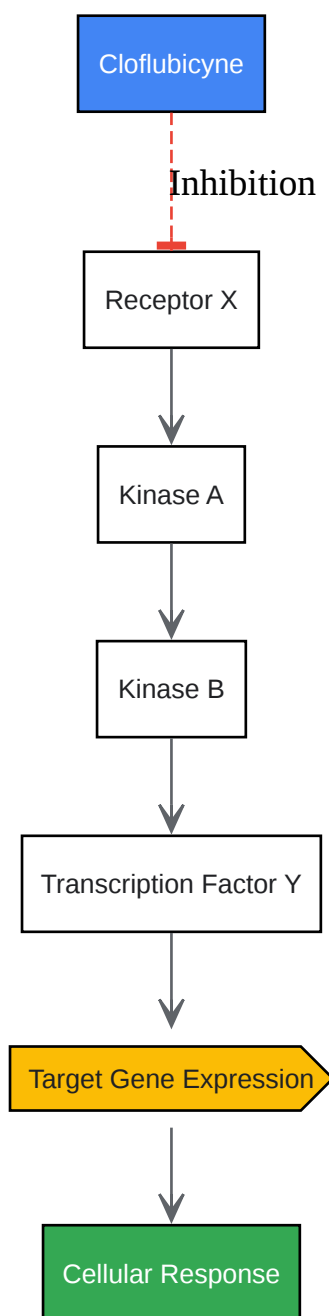 Cloflubicyne
Inhibition
Receptor X
Kinase A
Kinase B
Transcription Factor Y
Target Gene Expression
Cellular Response